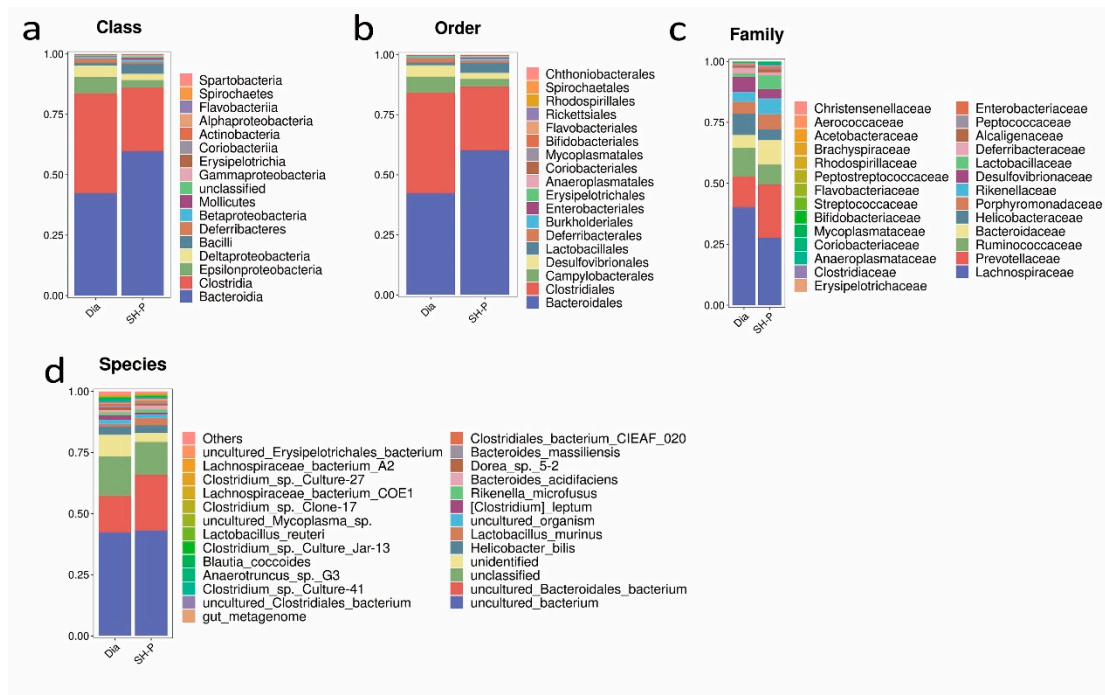 a
Class
1.00
0.75
0.50
0.25
0.00
Dia
SH-P
Spartobacteria
Spirochaetes
Flavobacteriia
Alphaproteobacteria
Actinobacteria
Coriobacteriia
Erysipelotrichia
Gammaproteobacteria
unclassified
Mollicutes
Betaproteobacteria
Deferribacteres
Bacilli
Deltaproteobacteria
Epsilonproteobacteria
Clostridia
Bacteroidia
b
Order
1.00
0.75
0.50
0.25
0.00
Dia
SH-P
Chthoniobacterales
Spirochaetales
Rhodospirillales
Rickettsiales
Flavobacteriales
Bifidobacteriales
Mycoplasmatales
Coriobacteriales
Anaeroplasmatales
Erysipelotrichales
Enterobacteriales
Burkholderiales
Deferribacterales
Lactobacillales
Desulfovibrionales
Campylobacterales
Clostridiales
Bacteroidales
c
Family
1.00
0.75
0.50
0.25
0.00
Dia
SH-P
Christensenellaceae
Aerococcaceae
Acetobacteraceae
Brachyspiraceae
Rhodospirillaceae
Peptostreptococcaceae
Flavobacteriaceae
Streptococcaceae
Bifidobacteriaceae
Mycoplasmataceae
Coriobacteriaceae
Anaeroplasmataceae
Clostridiaceae
Erysipelotrichaceae
Enterobacteriaceae
Peptococcaceae
Alcaligenaceae
Deferribacteraceae
Lactobacillaceae
Desulfovibrionaceae
Rikenellaceae
Porphyromonadaceae
Helicobacteraceae
Bacteroidaceae
Ruminococcaceae
Prevotellaceae
Lachnospiraceae
d
Species
1.00
0.75
0.50
0.25
0.00
Dia
SH-P
Others
uncultured_Erysipelotrichales_bacterium
Lachnospiraceae_bacterium_A2
Clostridium_sp._Culture-27
Lachnospiraceae_bacterium_COE1
Clostridium_sp._Clone-17
uncultured_Mycoplasma_sp.
Lactobacillus_reuteri
Clostridium_sp._Culture_Jar-13
Blautia_coccoides
Anaerotruncus_sp._G3
Clostridium_sp._Culture-41
uncultured_Clostridiales_bacterium
gut_metagenome
Clostridiales_bacterium_CIEAF_020
Bacteroides_massiliensis
Dorea_sp._5-2
Bacteroides_acidifaciens
Rikenella_microfusus
[Clostridium]_leptum
uncultured_organism
Lactobacillus_murinus
Helicobacter_bilis
unidentified
unclassified
uncultured_Bacteroidales_bacterium
uncultured_bacterium